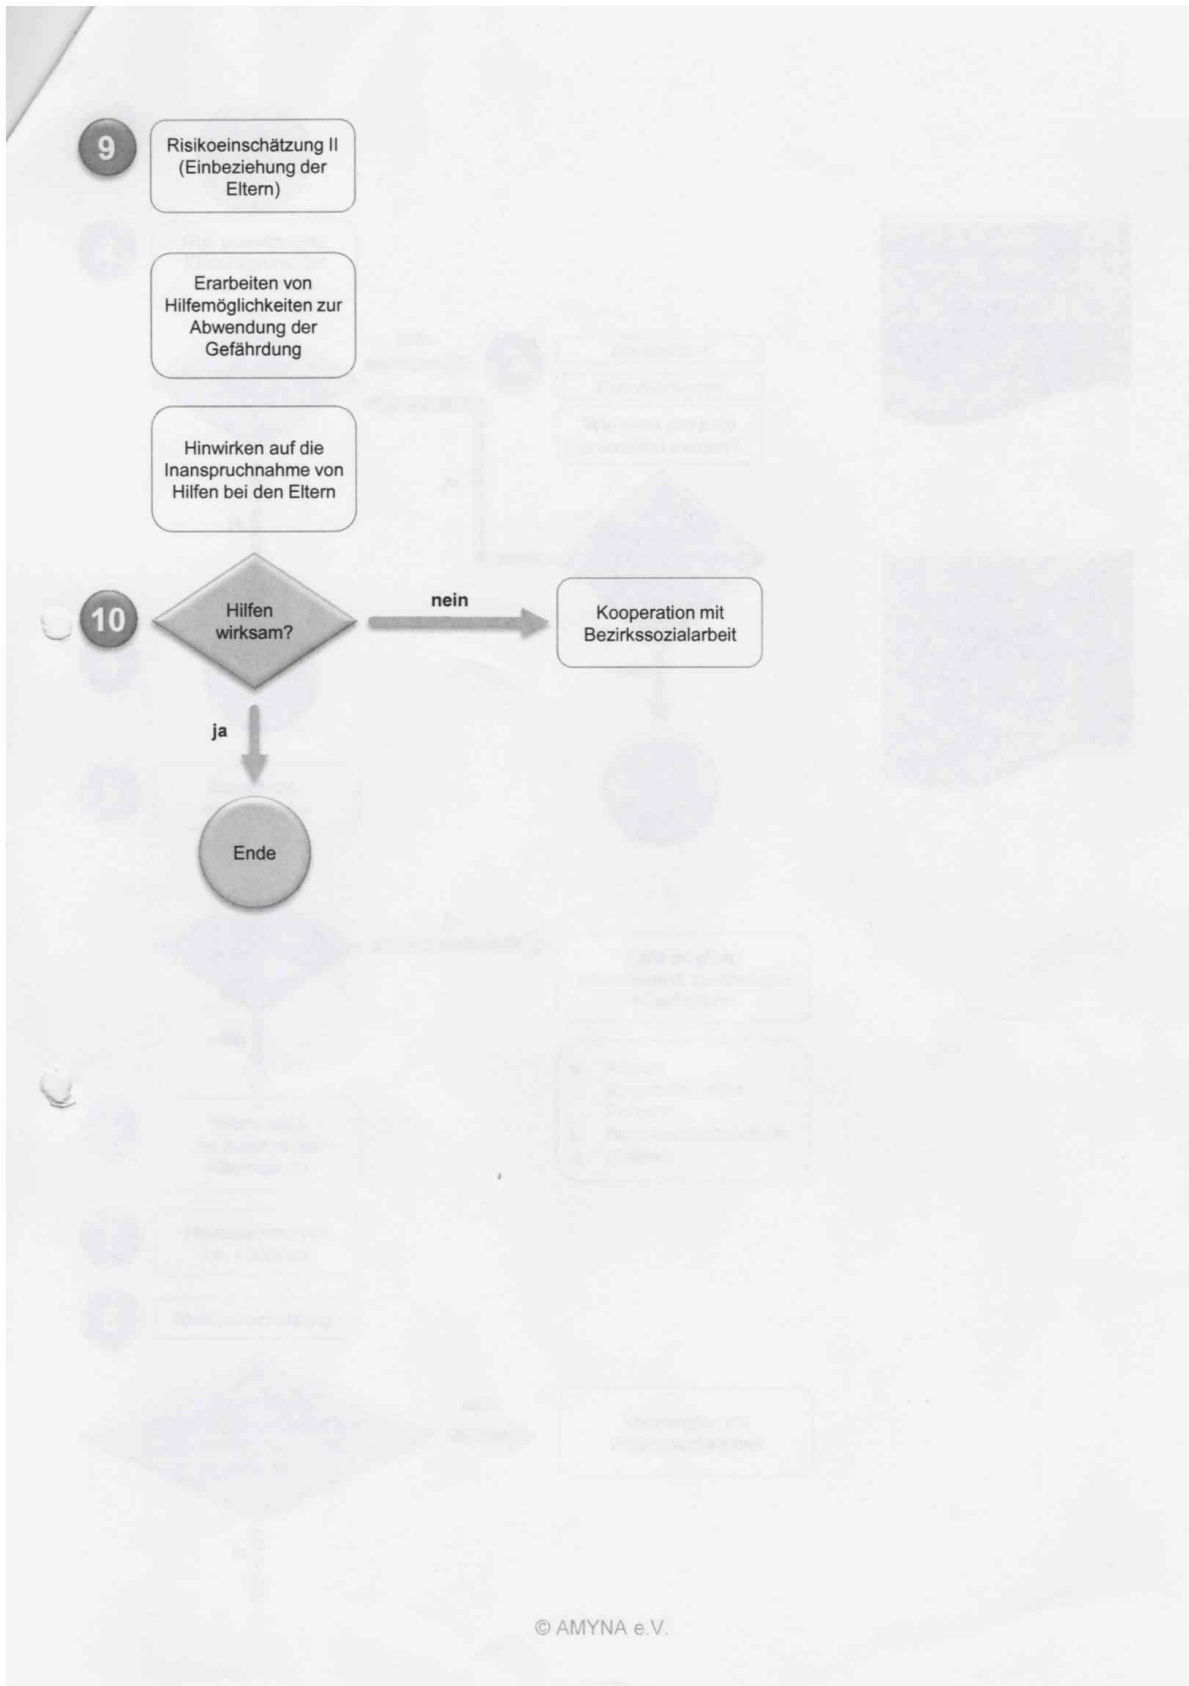 9
Risikoeinschätzung II
(Einbeziehung der
Eltern)
Erarbeiten von
Hilfemöglichkeiten zur
Abwendung der
Gefährdung
Hinwirken auf die
Inanspruchnahme von
Hilfen bei den Eltern
10
Hilfen
wirksam?
nein
Kooperation mit
Bezirkssozialarbeit
ja
Ende
© AMYNA e.V.